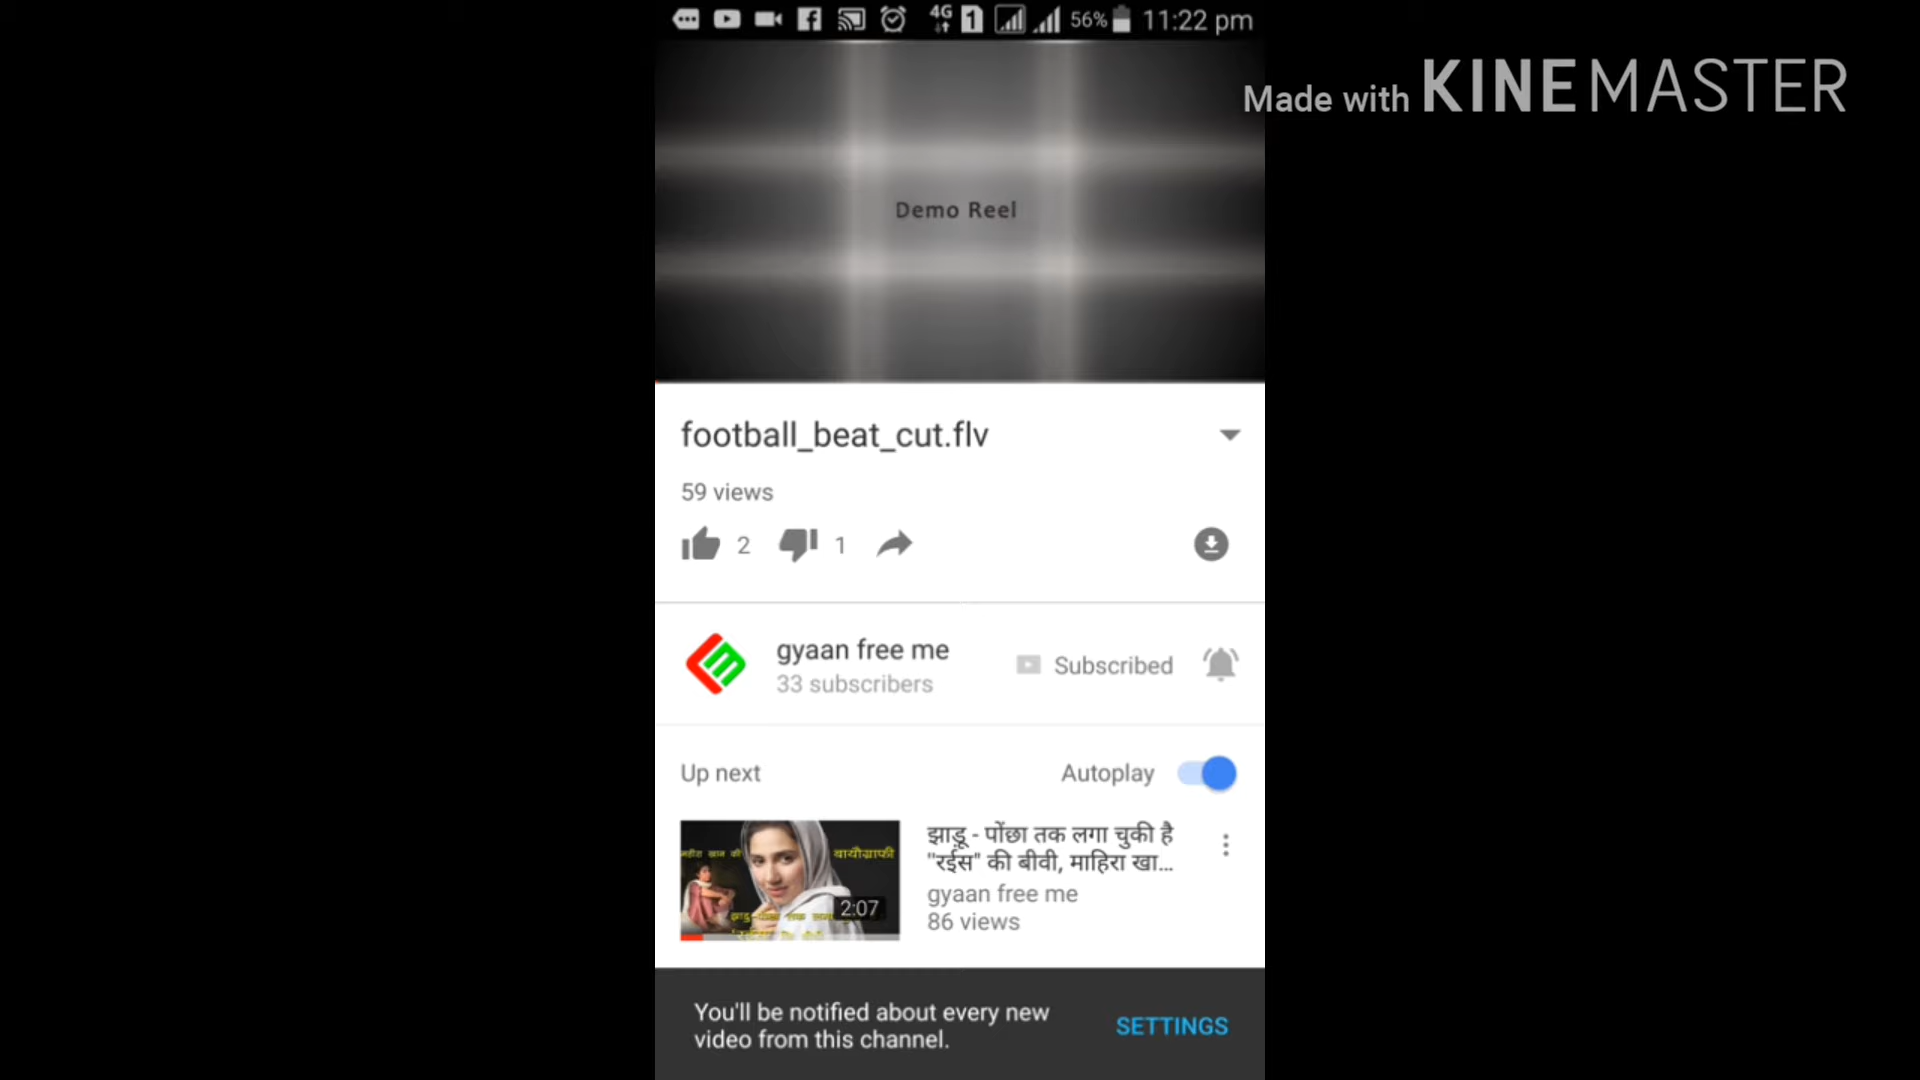 4G 1 56% 11:22 pm
Made with KINEMASTER
Demo Reel
football_beat_cut.flv
59 views
2 1
gyaan free me
33 subscribers
Subscribed
Up next
Autoplay
बायोग्राफी
2:07
झाड़ू - पोंछा तक लगा चुकी है
"रईस" की बीवी, माहिरा खा...
gyaan free me
86 views
You'll be notified about every new
video from this channel.
SETTINGS